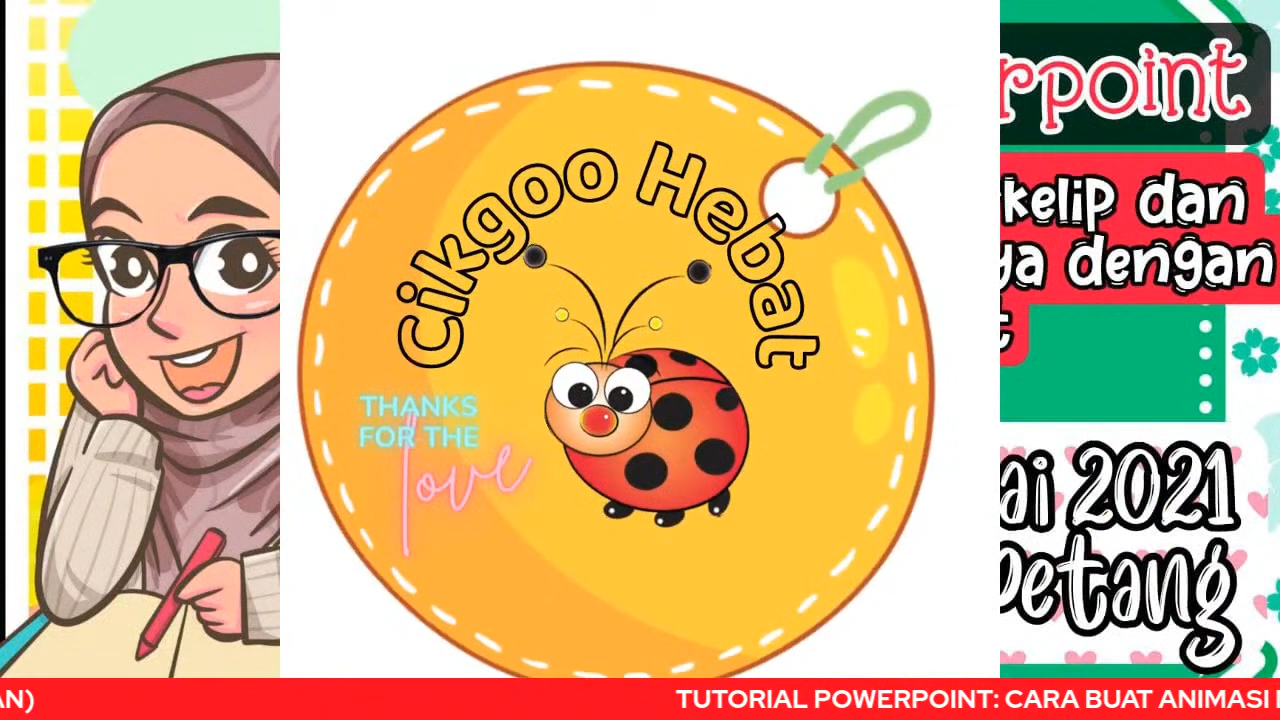 Cikgoo Hebat
THANKS
FOR THE
love
rpoint
kelip dan
ya dengan
ai 2021
Petang
AN)
TUTORIAL POWERPOINT: CARA BUAT ANIMASI